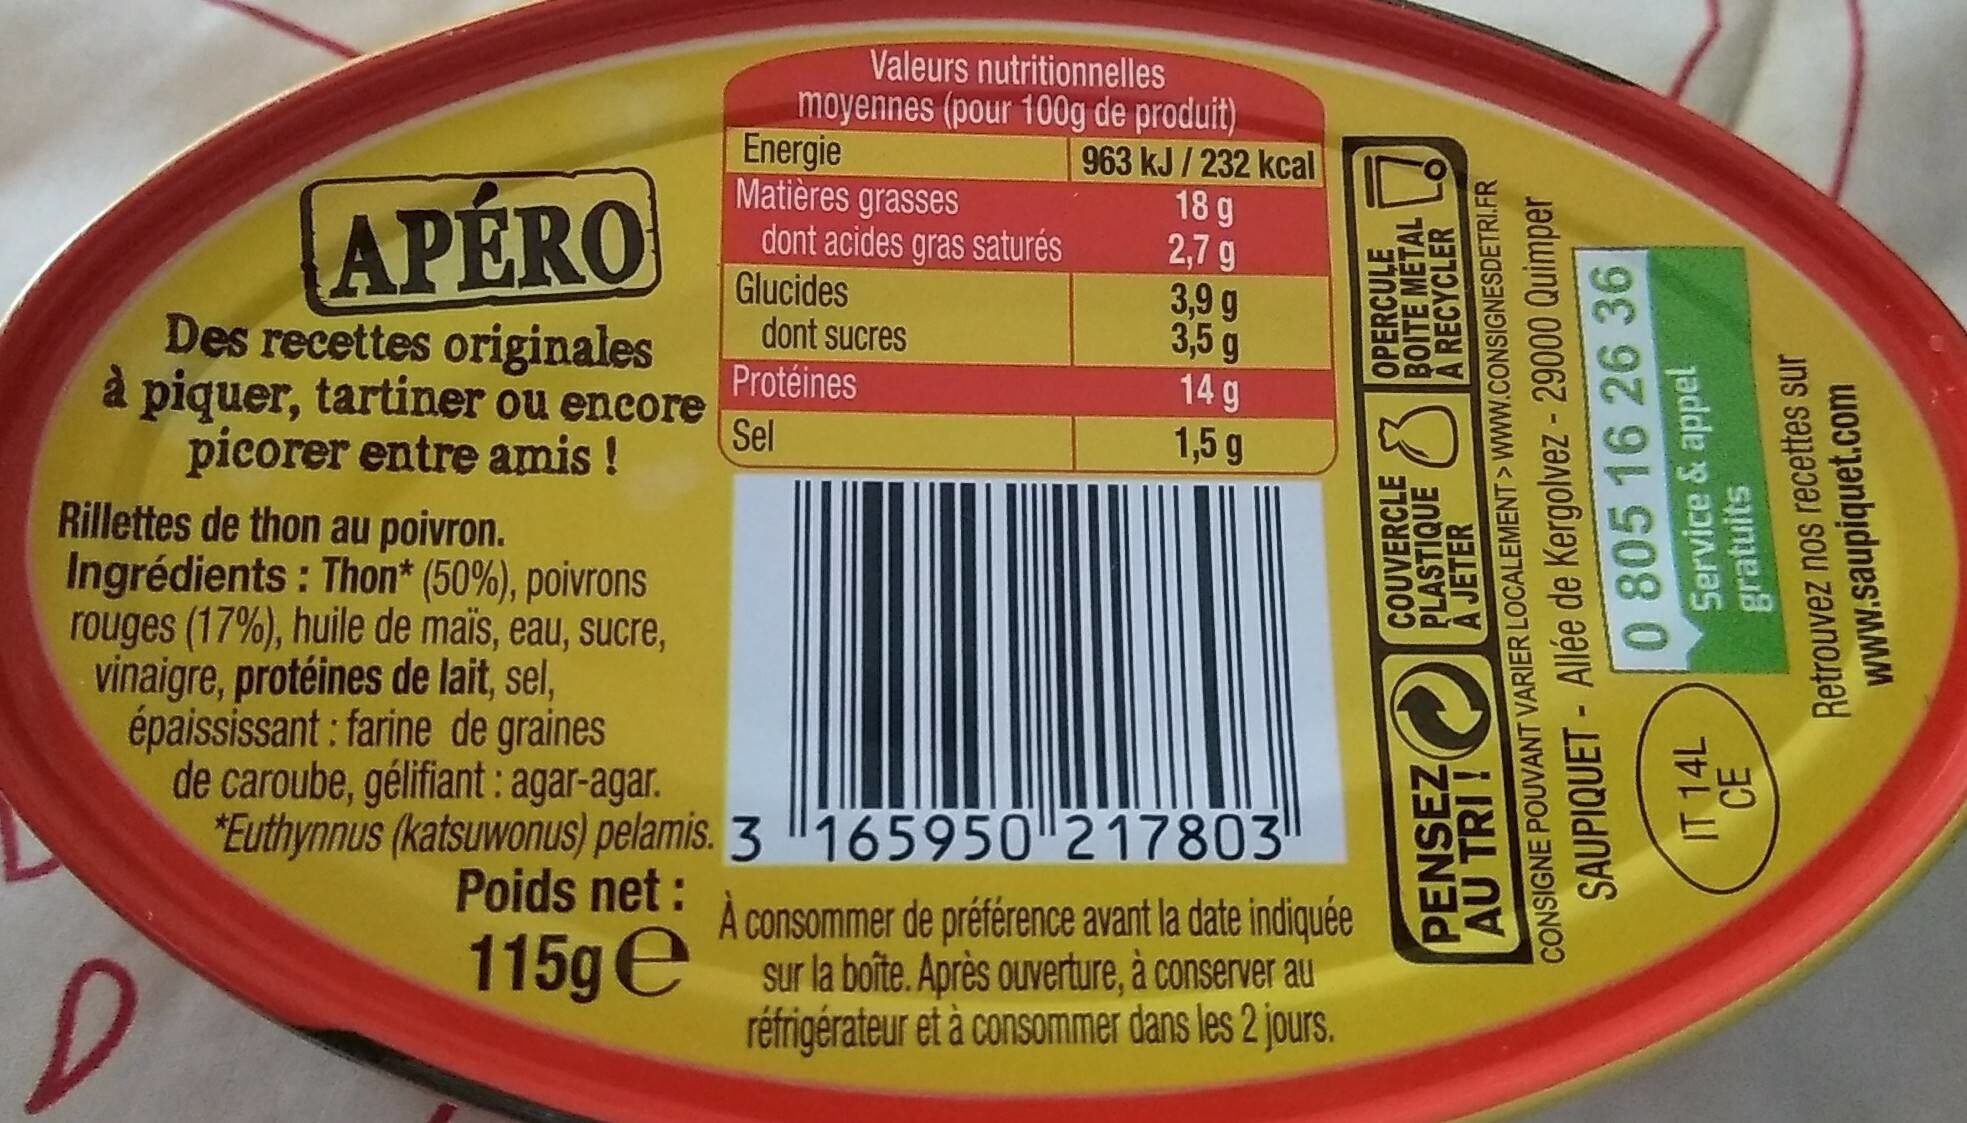 APÉRO
Des recettes originales
à piquer, tartiner ou encore
picorer entre amis !
Rillettes de thon au poivron.
Ingrédients : Thon* (50%), poivrons
rouges (17%), huile de maïs, eau, sucre,
vinaigre, protéines de lait, sel,
épaississant : farine de graines
de caroube, gélifiant : agar-agar.
*Euthynnus (katsuwonus) pelamis.
Poids net :
115g e
Valeurs nutritionnelles
moyennes (pour 100g de produit)
Energie 963 kJ / 232 kcal
Matières grasses 18 g
dont acides gras saturés 2,7 g
Glucides 3,9 g
dont sucres 3,5 g
Protéines 14 g
Sel 1,5 g
3 165950 217803
À consommer de préférence avant la date indiquée
sur la boîte. Après ouverture, à conserver au
réfrigérateur et à consommer dans les 2 jours.
PENSEZ
AU TRI !
COUVERCLE
PLASTIQUE
À JETER
OPERCULE
BOITE MÉTAL
À RECYCLER
CONSIGNE POUVANT VARIER LOCALEMENT > WWW.CONSIGNESDETRI.FR
SAUPIQUET - Allée de Kergolvez - 29000 Quimper
0 805 16 26 36
Service & appel
gratuits
IT 14L
CE
Retrouvez nos recettes sur
www.saupiquet.com